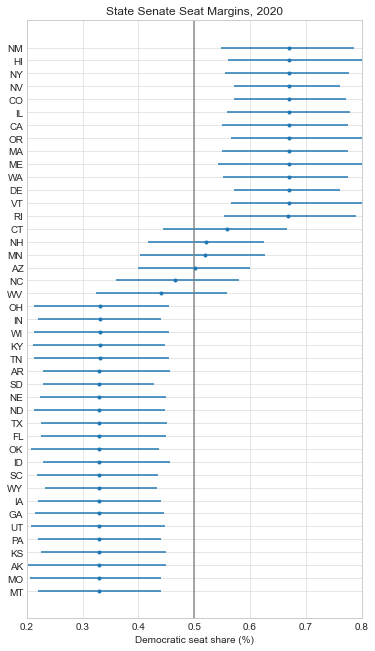 State Senate Seat Margins, 2020
NM
HI
NY
NV
CO
IL
CA
OR
MA
ME
WA
DE
VT
RI
CT
NH
MN
AZ
NC
WV
OH
IN
WI
KY
TN
AR
SD
NE
ND
TX
FL
OK
ID
SC
WY
IA
GA
UT
PA
KS
AK
MO
MT
0.2 0.3 0.4 0.5 0.6 0.7 0.8
Democratic seat share (%)